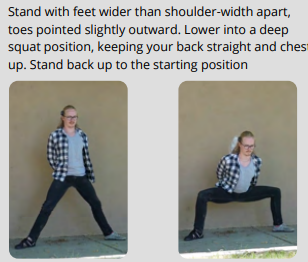 Stand with feet wider than shoulder-width apart,
toes pointed slightly outward. Lower into a deep
squat position, keeping your back straight and chest
up. Stand back up to the starting position